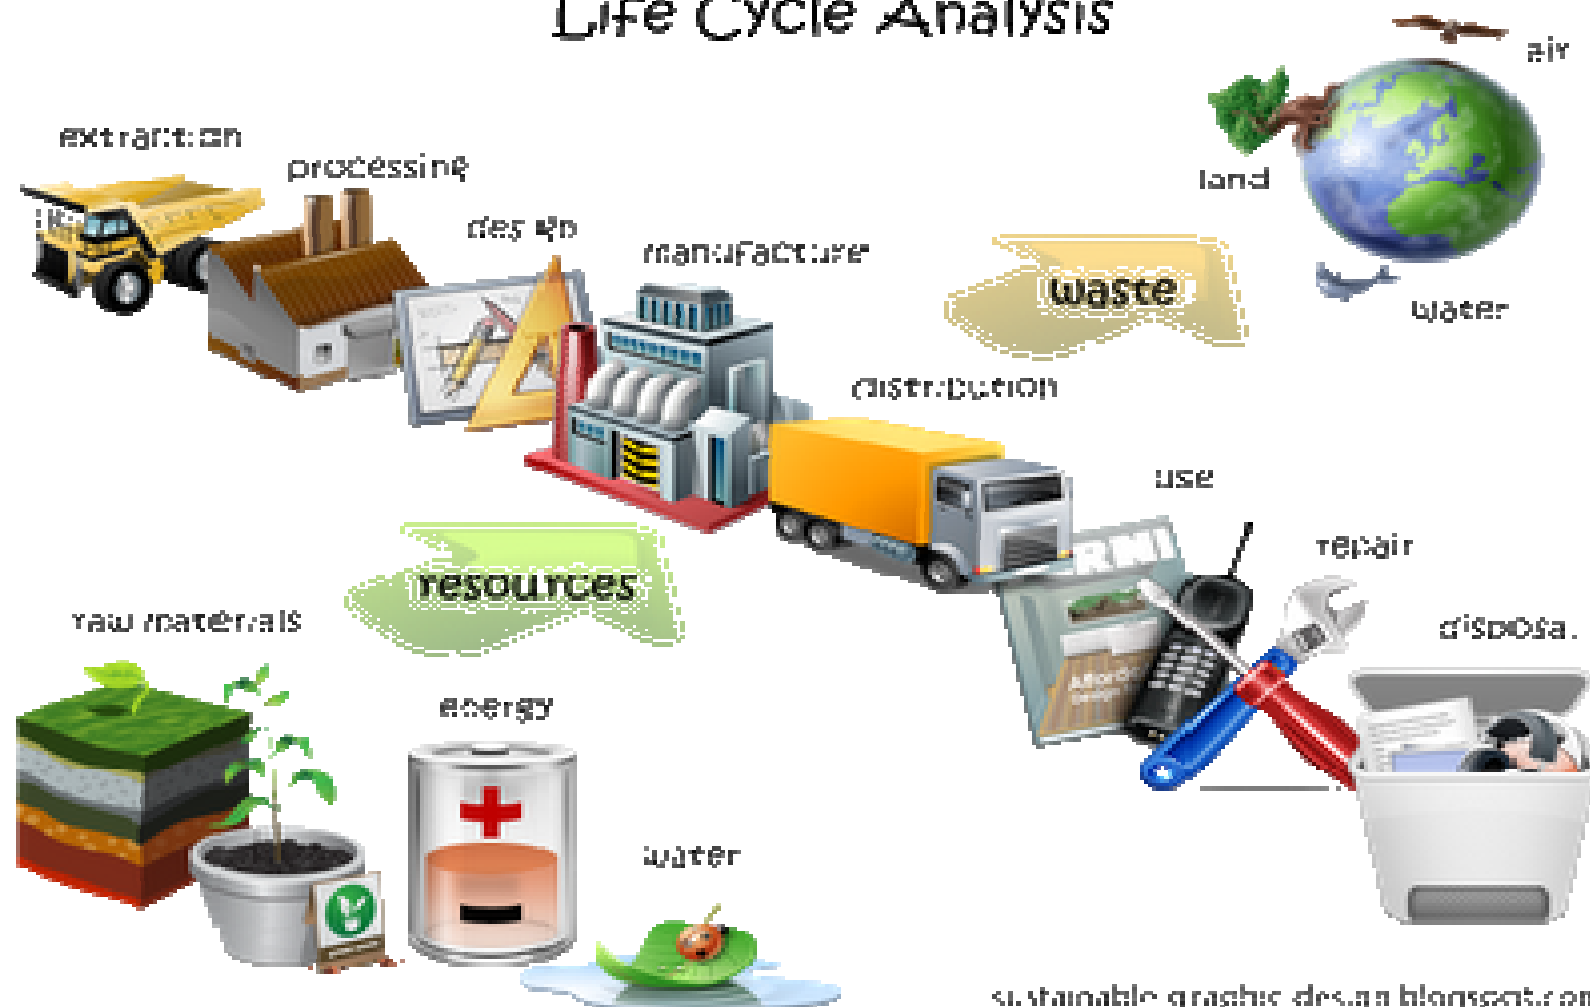 Life Cycle Analysis
air
extraction
processing
land
design
manufacture
waste
water
distribution
use
repair
resources
raw materials
disposal
energy
water
sustainable-graphic-design.blogspot.com